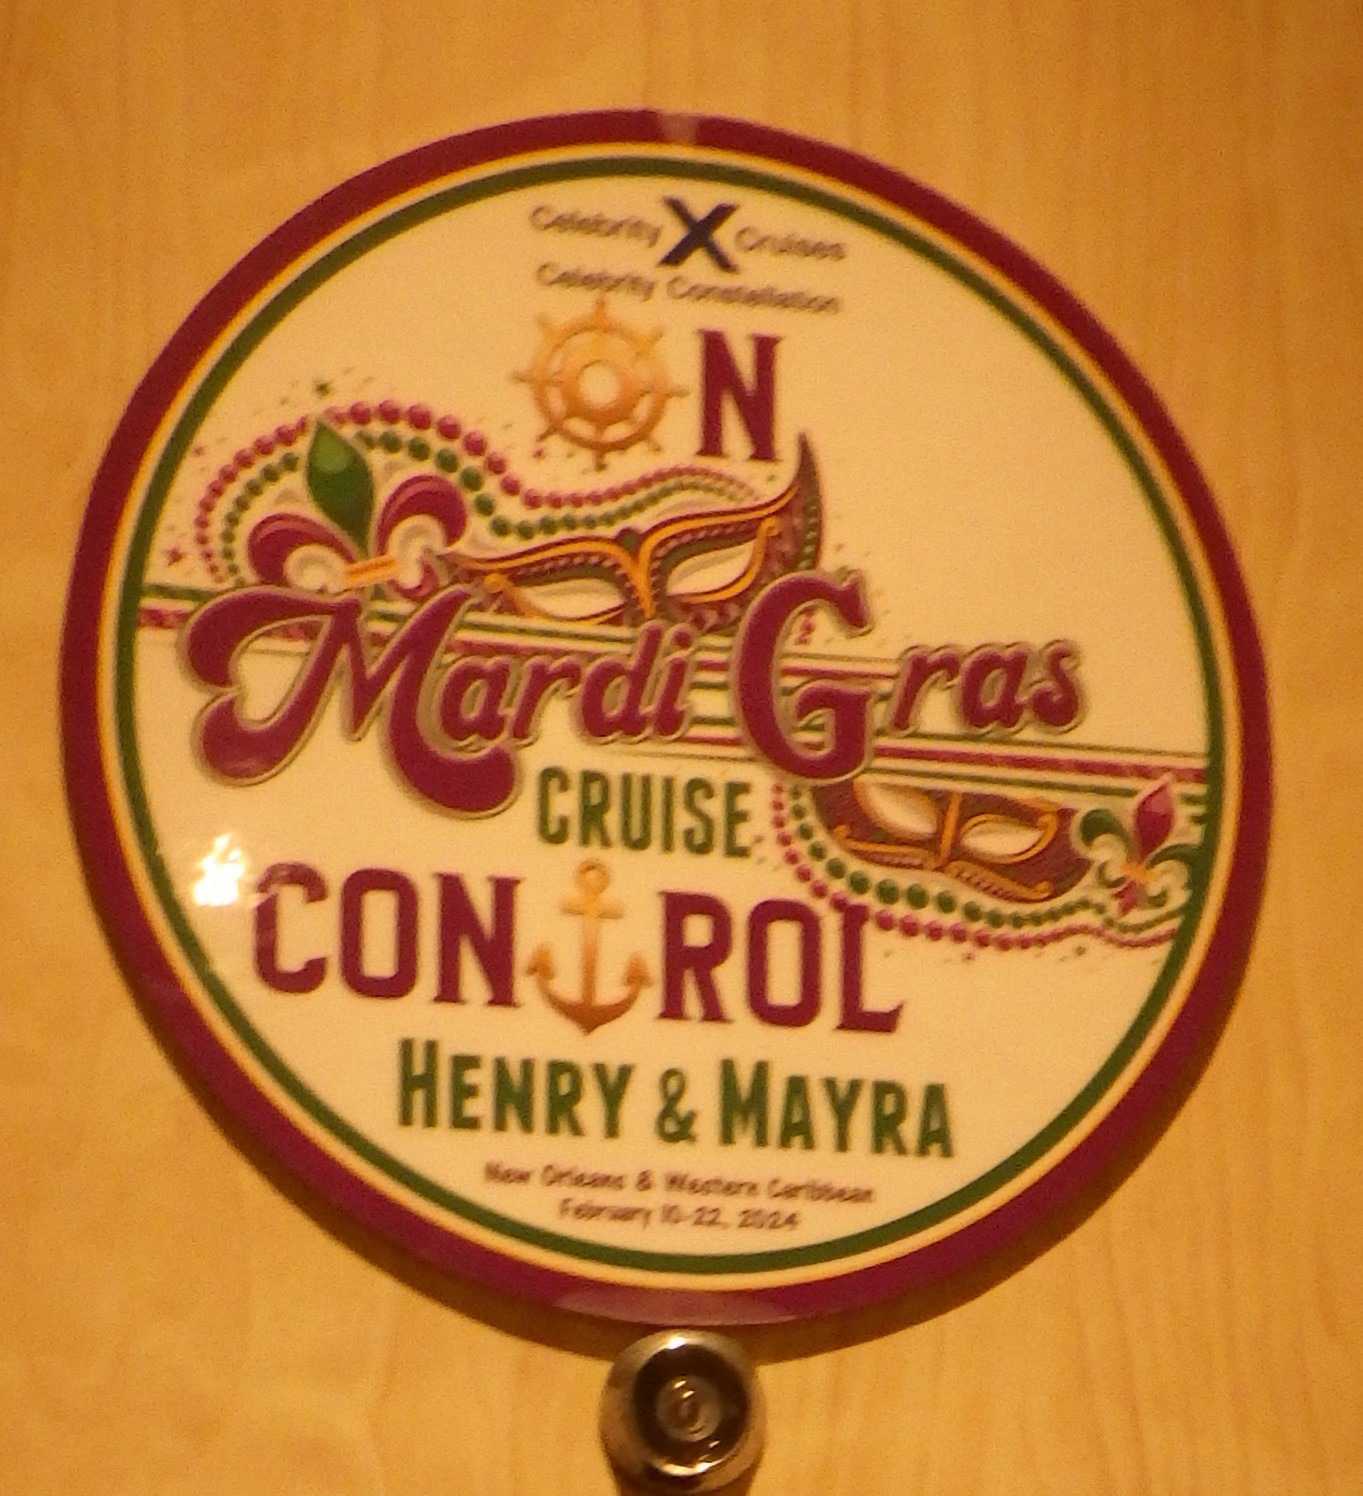 Celebrity X Cruises
Celebrity Constellation
ON
Mardi Gras
CRUISE
CONTROL
HENRY & MAYRA
New Orleans & Western Caribbean
February 10-22, 2024